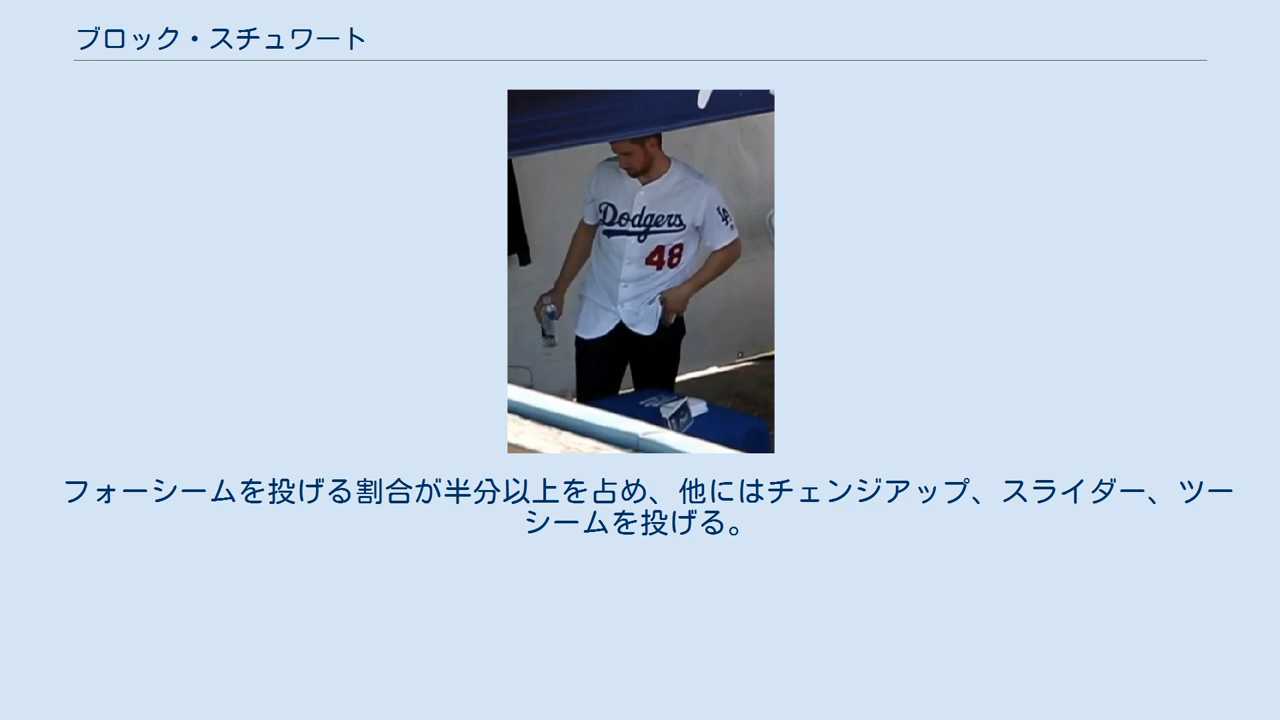 ブロック・スチュワート
Dodgers
48
LA
フォーシームを投げる割合が半分以上を占め、他にはチェンジアップ、スライダー、ツー
シームを投げる。